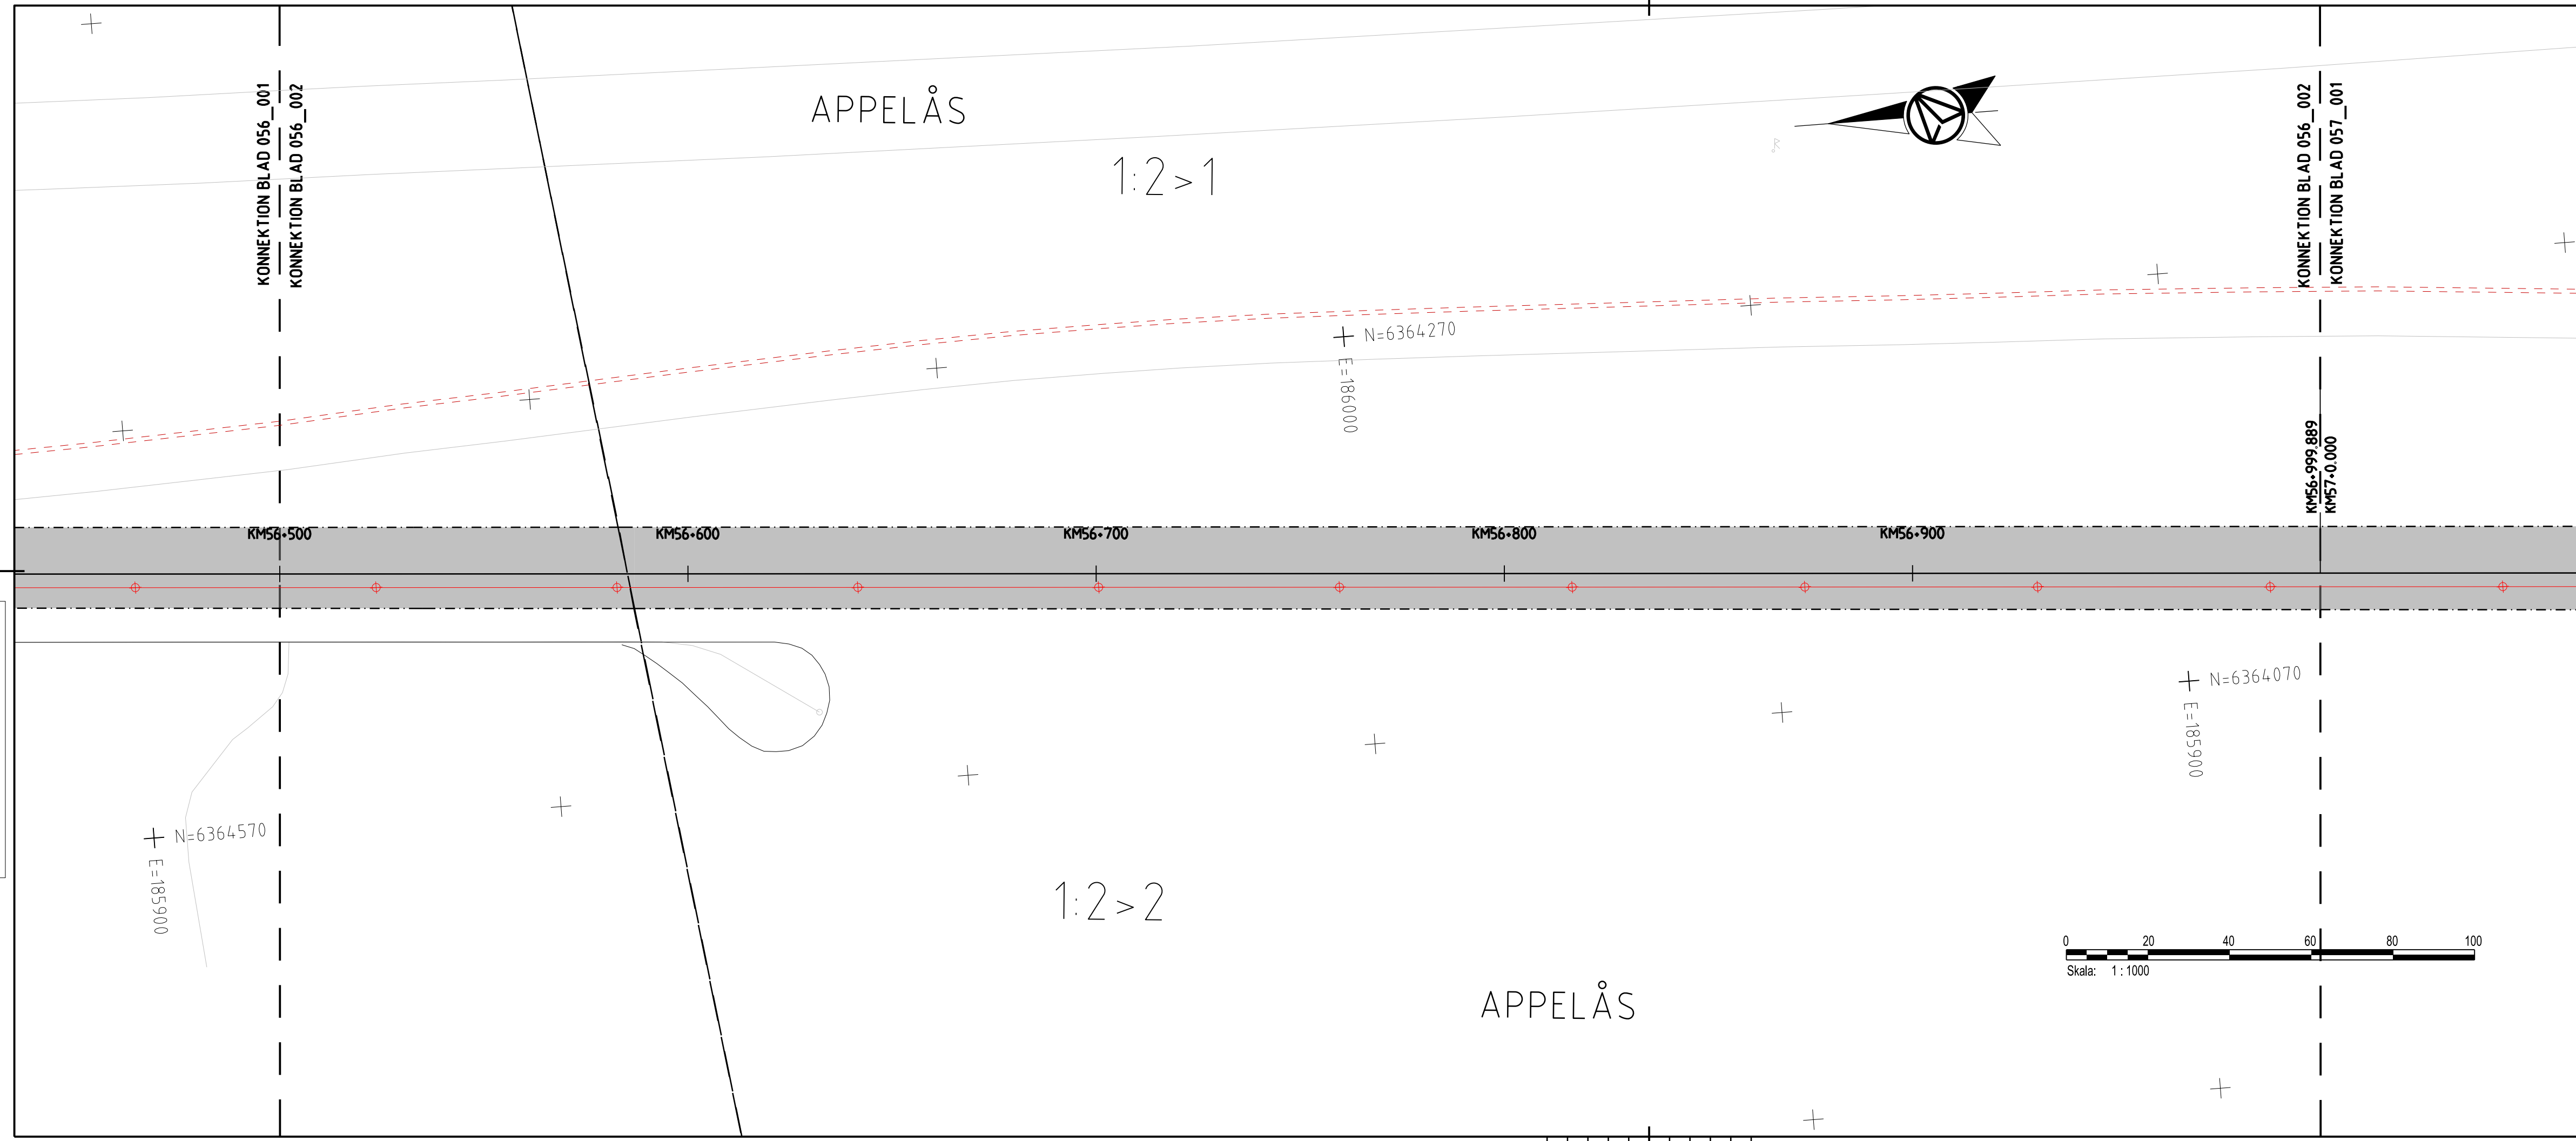 KONNEKTION BLAD 056_001
KONNEKTION BLAD 056_002
APPELÅS
1:2>1
KONNEKTION BLAD 056_002
KONNEKTION BLAD 057_001
N=6364270
E=186000
KM56+999.889
KM57+0.000
KM56+500
KM56+600
KM56+700
KM56+800
KM56+900
N=6364070
E=185900
N=6364570
E=185900
1:2>2
0 20 40 60 80 100
Skala: 1 : 1000
APPELÅS